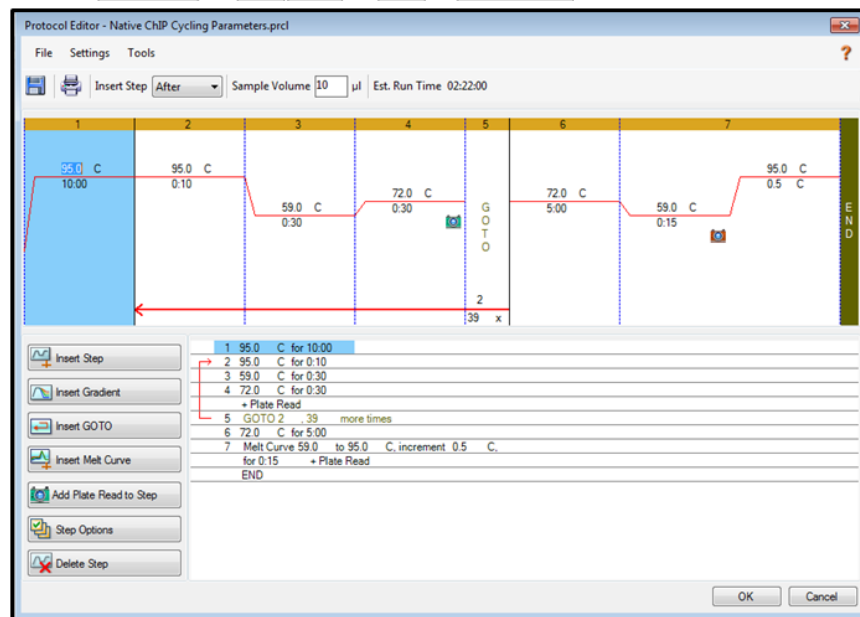 Protocol Editor - Native ChIP Cycling Parameters.prcl
File Settings Tools ?
Insert Step After Sample Volume 10 µl Est. Run Time 02:22:00
1 2 3 4 5 6 7
95.0 C
10:00
95.0 C
0:10
59.0 C
0:30
72.0 C
0:30
GOTO
2
39 x
72.0 C
5:00
59.0 C
0:15
95.0 C
0.5 C
END
Insert Step
Insert Gradient
Insert GOTO
Insert Melt Curve
Add Plate Read to Step
Step Options
Delete Step
1 95.0 C for 10:00
2 95.0 C for 0:10
3 59.0 C for 0:30
4 72.0 C for 0:30
+ Plate Read
5 GOTO 2 , 39 more times
6 72.0 C for 5:00
7 Melt Curve 59.0 to 95.0 C, increment 0.5 C,
for 0:15 + Plate Read
END
OK Cancel